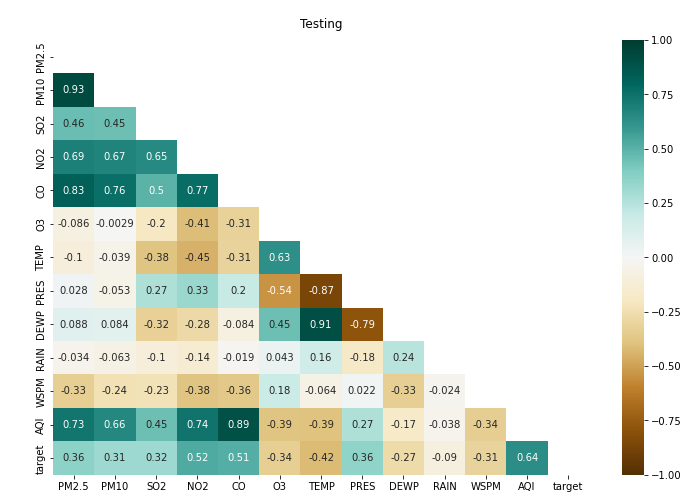 Testing
PM2.5
PM10 0.93
SO2 0.46 0.45
NO2 0.69 0.67 0.65
CO 0.83 0.76 0.5 0.77
O3 -0.086 -0.0029 -0.2 -0.41 -0.31
TEMP -0.1 -0.039 -0.38 -0.45 -0.31 0.63
PRES 0.028 -0.053 0.27 0.33 0.2 -0.54 -0.87
DEWP 0.088 0.084 -0.32 -0.28 -0.084 0.45 0.91 -0.79
RAIN -0.034 -0.063 -0.1 -0.14 -0.019 0.043 0.16 -0.18 0.24
WSPM -0.33 -0.24 -0.23 -0.38 -0.36 0.18 -0.064 0.022 -0.33 -0.024
AQI 0.73 0.66 0.45 0.74 0.89 -0.39 -0.39 0.27 -0.17 -0.038 -0.34
target 0.36 0.31 0.32 0.52 0.51 -0.34 -0.42 0.36 -0.27 -0.09 -0.31 0.64
PM2.5 PM10 SO2 NO2 CO O3 TEMP PRES DEWP RAIN WSPM AQI target
1.00
0.75
0.50
0.25
0.00
-0.25
-0.50
-0.75
-1.00